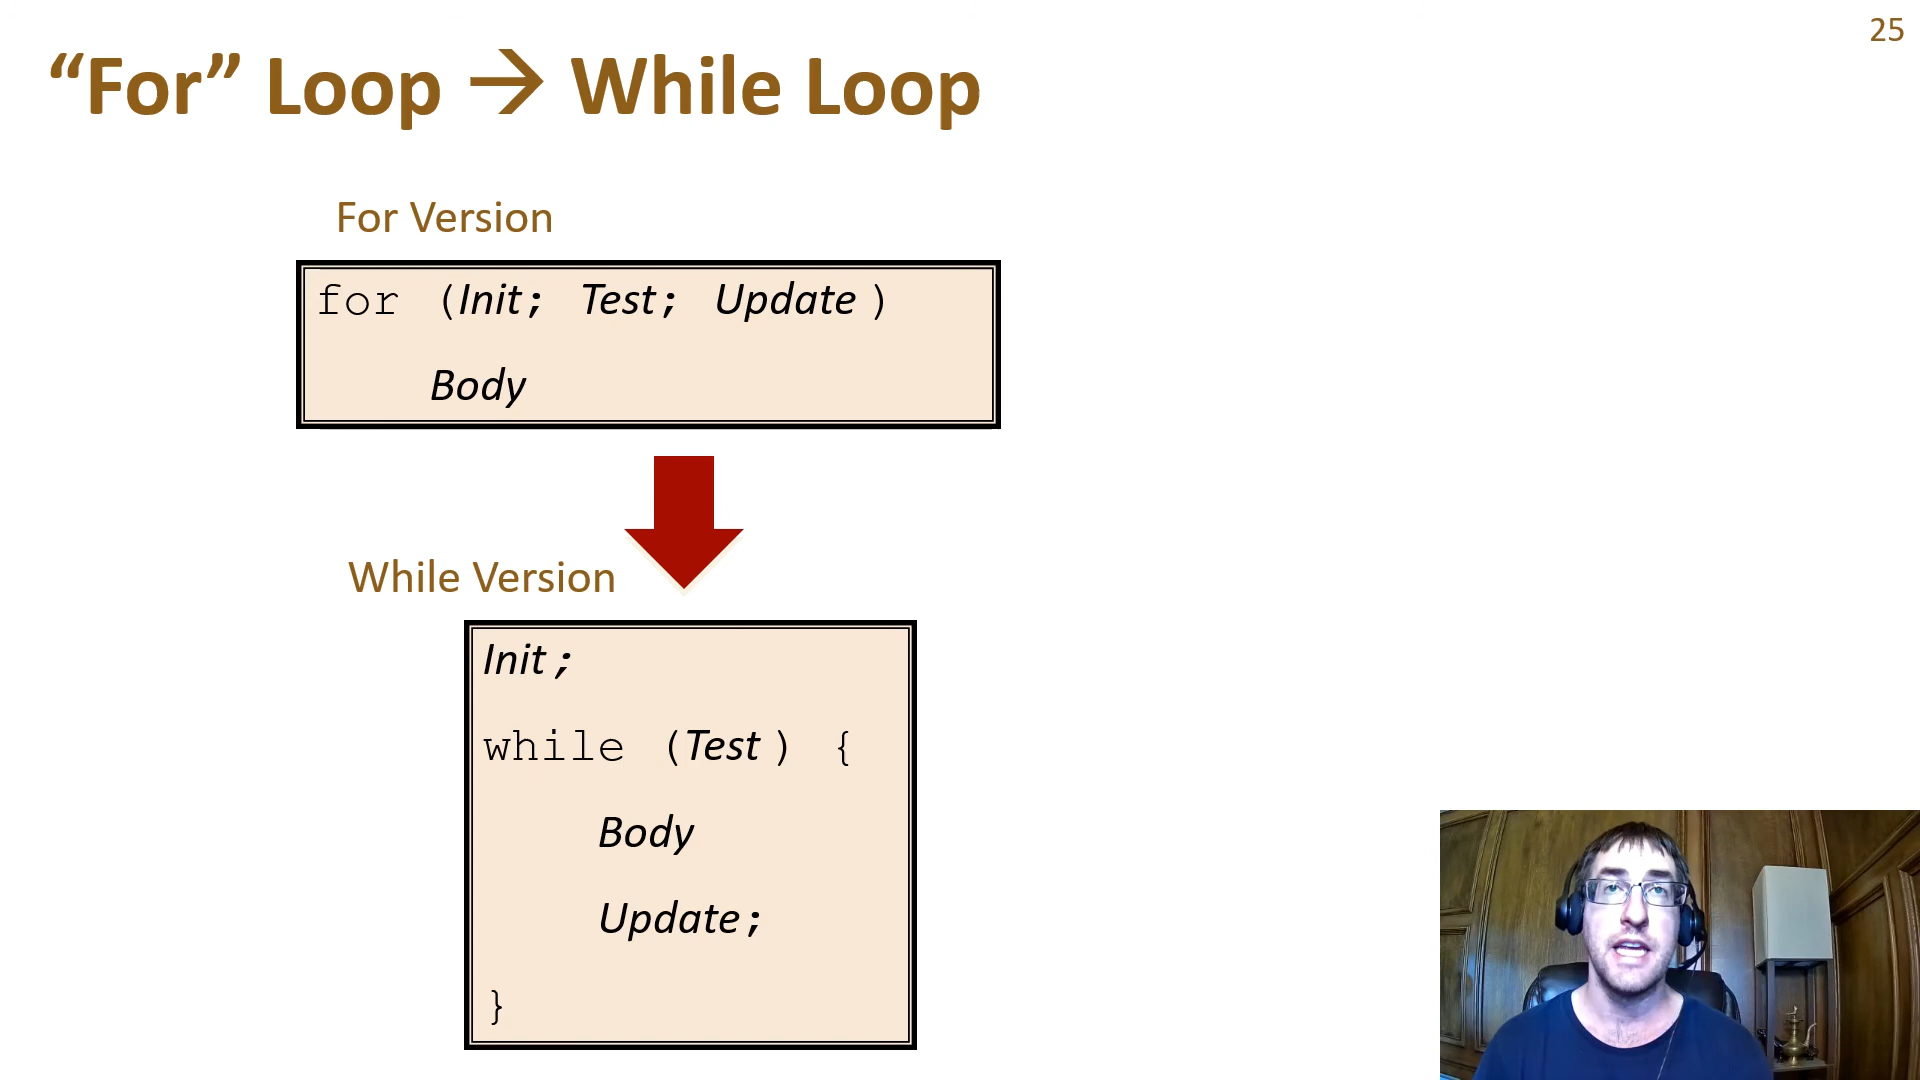 25
“For” Loop → While Loop
For Version
for (Init; Test; Update )
Body
While Version
Init;
while (Test ) {
Body
Update;
}